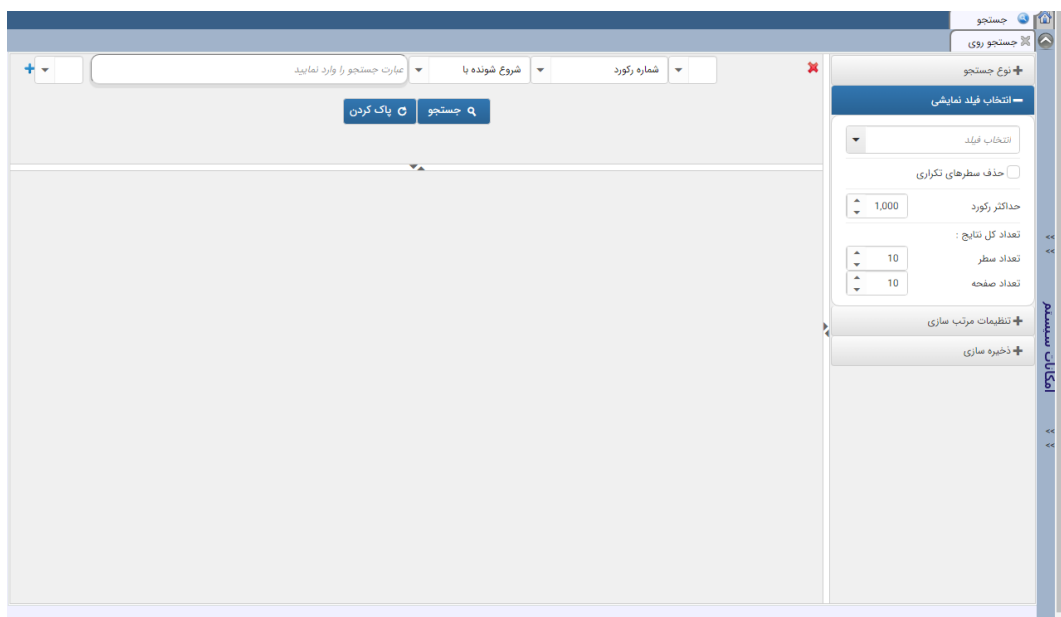 جستجو
جستجو روی
نوع جستجو
انتخاب فیلد نمایشی
انتخاب فیلد
حذف سطرهای تکراری
حداکثر رکورد 1,000
تعداد کل نتایج :
تعداد سطر 10
تعداد صفحه 10
تنظیمات مرتب سازی
ذخیره سازی
امکانات سیستم
شماره رکورد شروع شونده با عبارت جستجو را وارد نمایید
جستجو پاک کردن